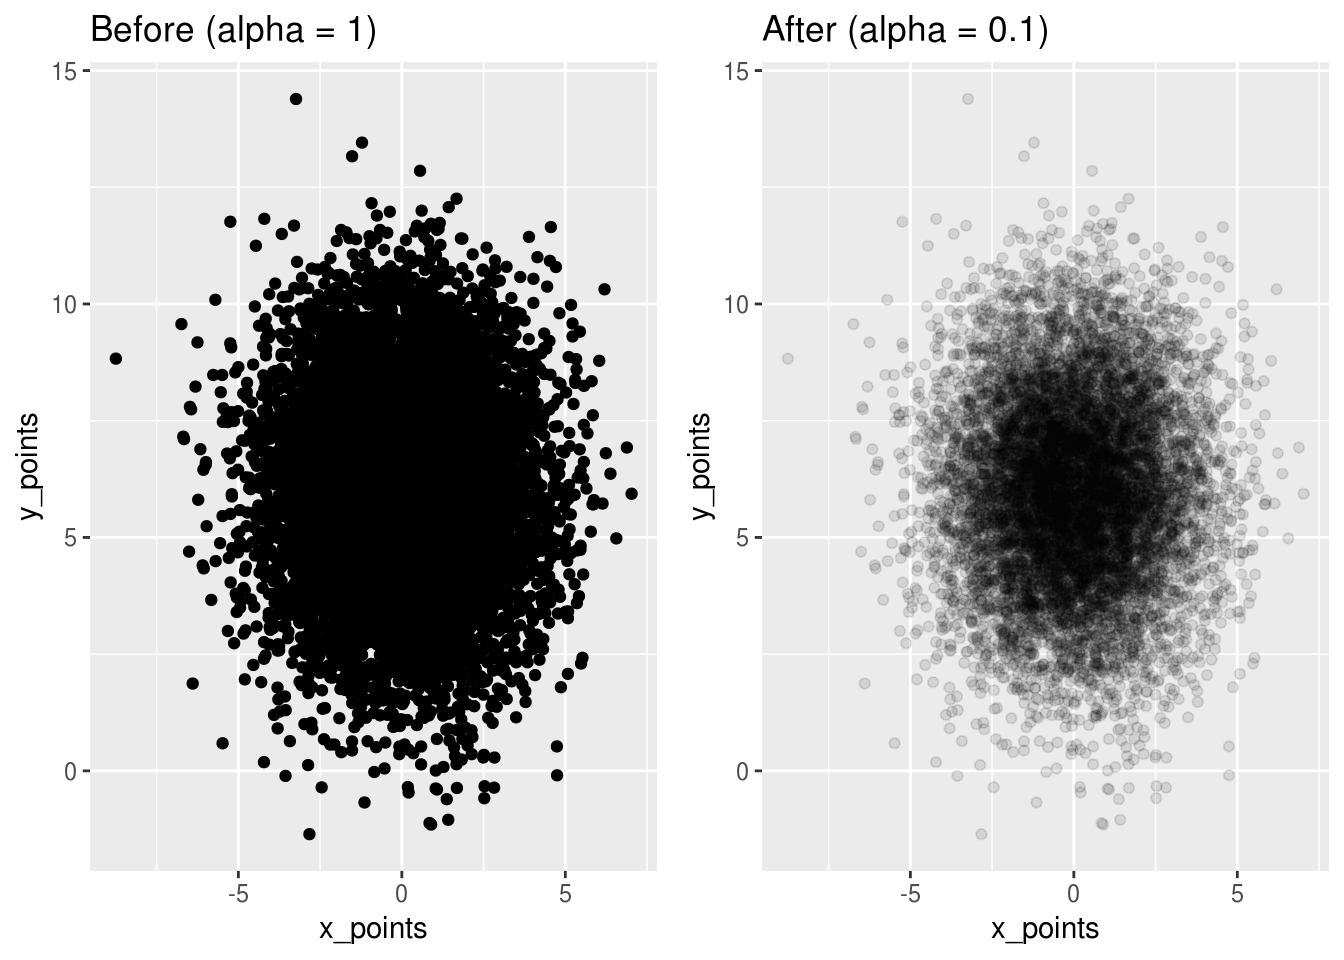 Before (alpha = 1)
15
10
5
0
y_points
-5 0 5
x_points
After (alpha = 0.1)
15
10
5
0
y_points
-5 0 5
x_points